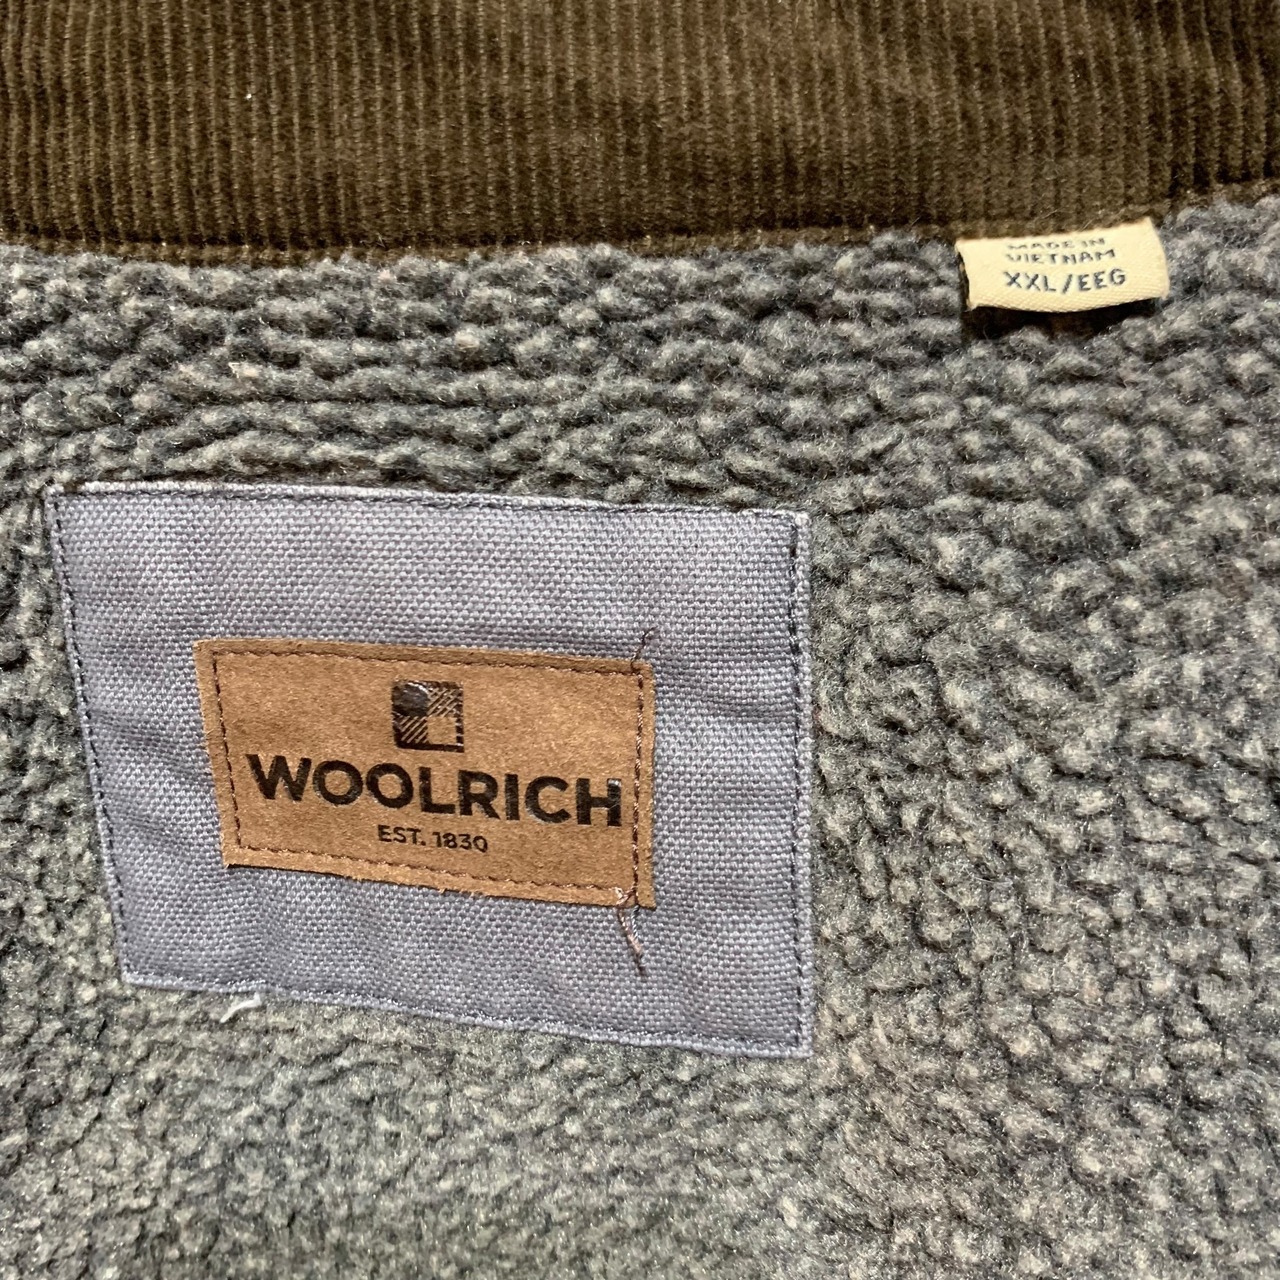 MADE IN
VIETNAM
XXL/EEG
WOOLRICH
EST. 1830